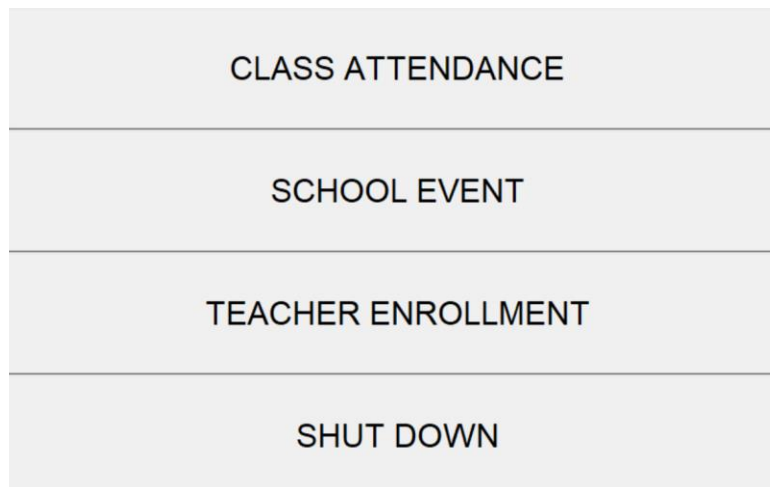 CLASS ATTENDANCE
SCHOOL EVENT
TEACHER ENROLLMENT
SHUT DOWN